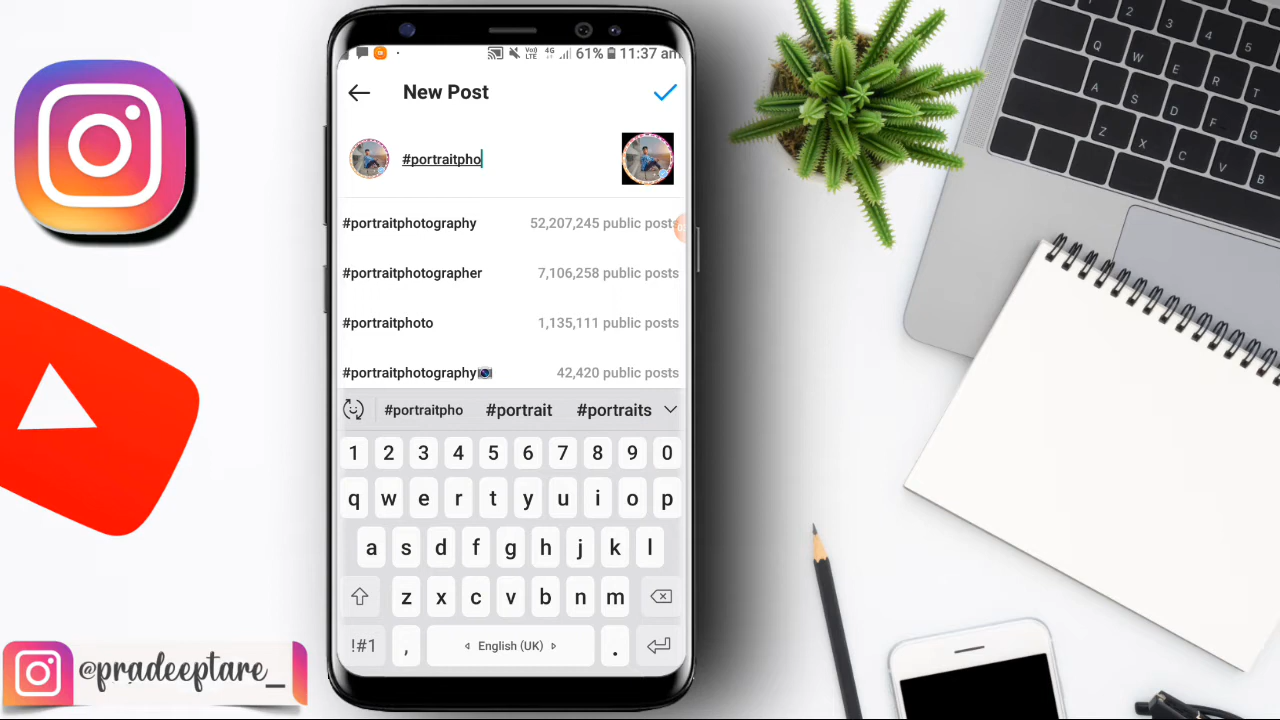 61% 11:37 am
New Post
#portraitpho
#portraitphotography 52,207,245 public posts
#portraitphotographer 7,106,258 public posts
#portraitphoto 1,135,111 public posts
#portraitphotography📷 42,420 public posts
#portraitpho #portrait #portraits
1 2 3 4 5 6 7 8 9 0
q w e r t y u i o p
a s d f g h j k l
z x c v b n m
!#1 , English (UK) .
@pradeeptare_